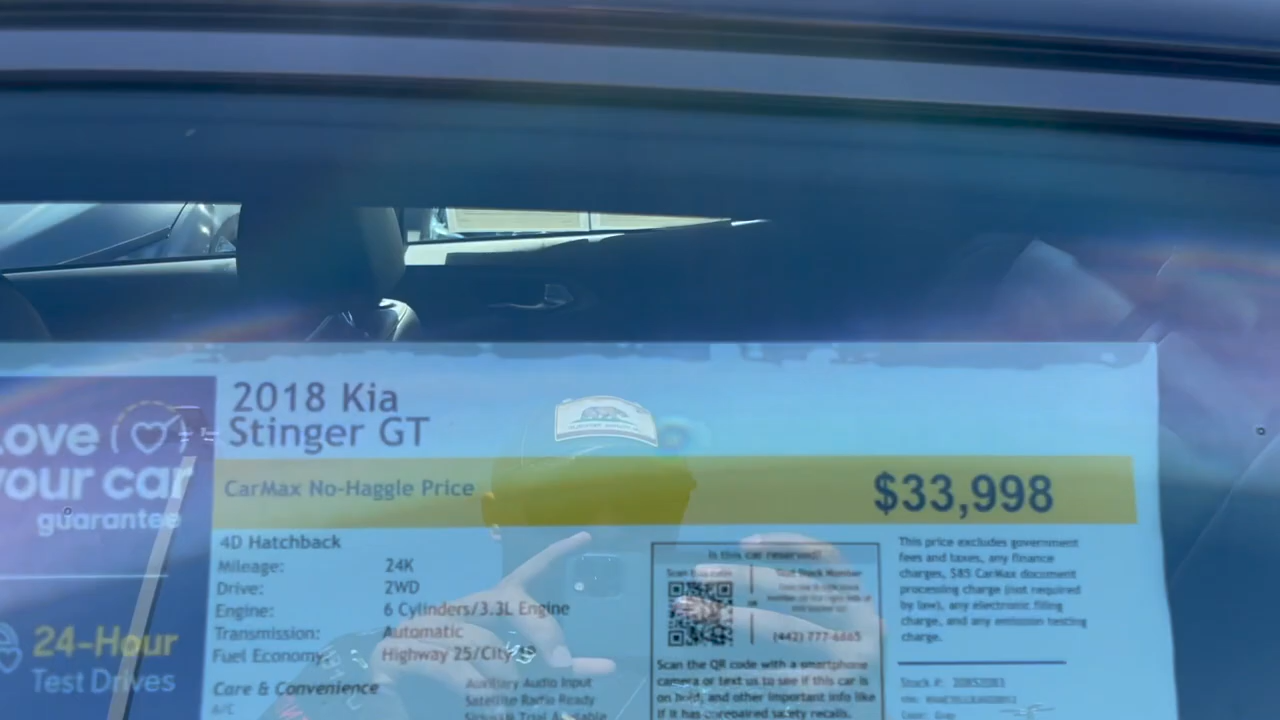 2018 Kia
Stinger GT
Love
your car
guarantee
CarMax No-Haggle Price
$33,998
4D Hatchback
Mileage: 24K
Drive: 2WD
Engine: 6 Cylinders/3.3L Engine
Transmission: Automatic
Fuel Economy: Highway 25/City
Care & Convenience
A/C
Auxiliary Audio Input
Satellite Radio Ready
Trial Available
24-Hour
Test Drives
Is this car reserved?
(442) 777-6865
Scan the QR code with a smartphone
camera or text us to see if this car is
on hold, and other important info like
if it has unrepaired safety recalls.
This price excludes government
fees and taxes, any finance
charges, $85 CarMax document
processing charge (not required
by law), any electronic filing
charge, and any emission testing
charge.
Stock #: